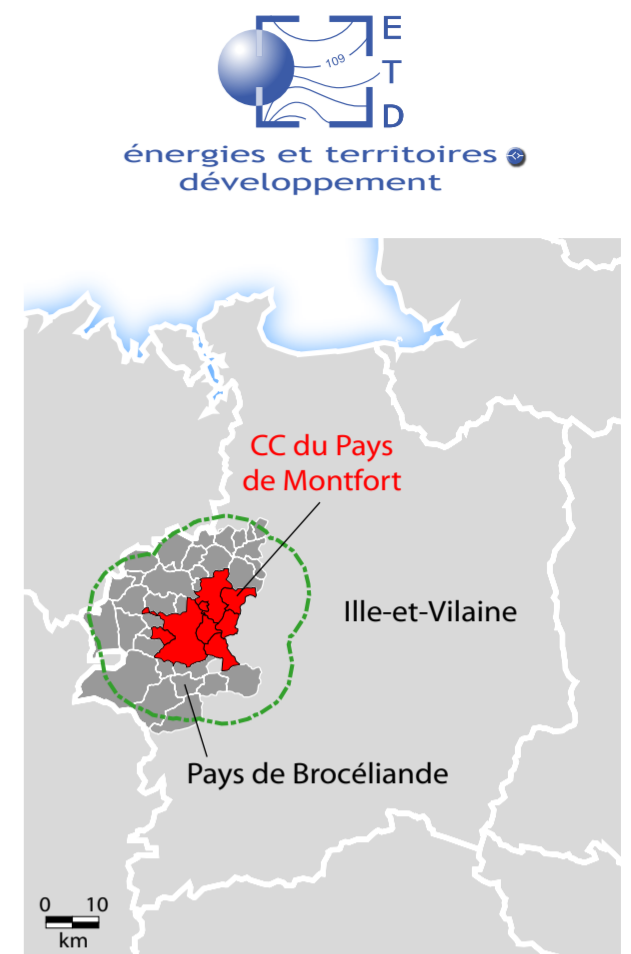 E
109
T
D
énergies et territoires
développement
CC du Pays
de Montfort
Ille-et-Vilaine
Pays de Brocéliande
0 10
km